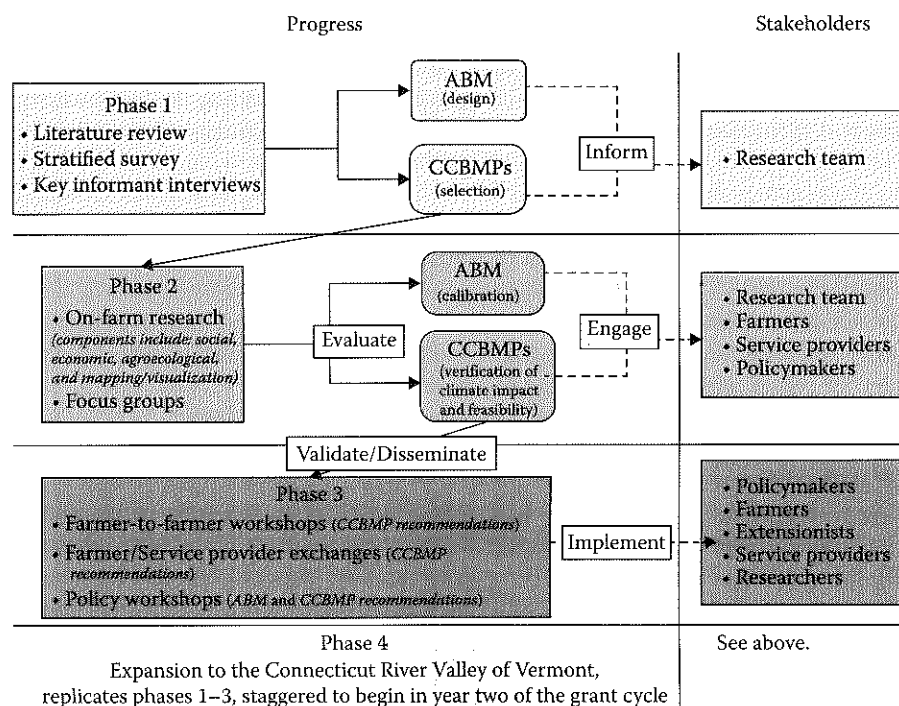 Progress
Stakeholders
Phase 1
• Literature review
• Stratified survey
• Key informant interviews
ABM
(design)
CCBMPs
(selection)
Inform
• Research team
Phase 2
• On-farm research
(components include: social,
economic, agroecological,
and mapping/visualization)
• Focus groups
Evaluate
ABM
(calibration)
CCBMPs
(verification of
climate impact
and feasibility)
Engage
• Research team
• Farmers
• Service providers
• Policymakers
Validate/Disseminate
Phase 3
• Farmer-to-farmer workshops (CCBMP recommendations)
• Farmer/Service provider exchanges (CCBMP
recommendations)
• Policy workshops (ABM and CCBMP recommendations)
Implement
• Policymakers
• Farmers
• Extensionists
• Service providers
• Researchers
Phase 4
Expansion to the Connecticut River Valley of Vermont,
replicates phases 1–3, staggered to begin in year two of the grant cycle
See above.